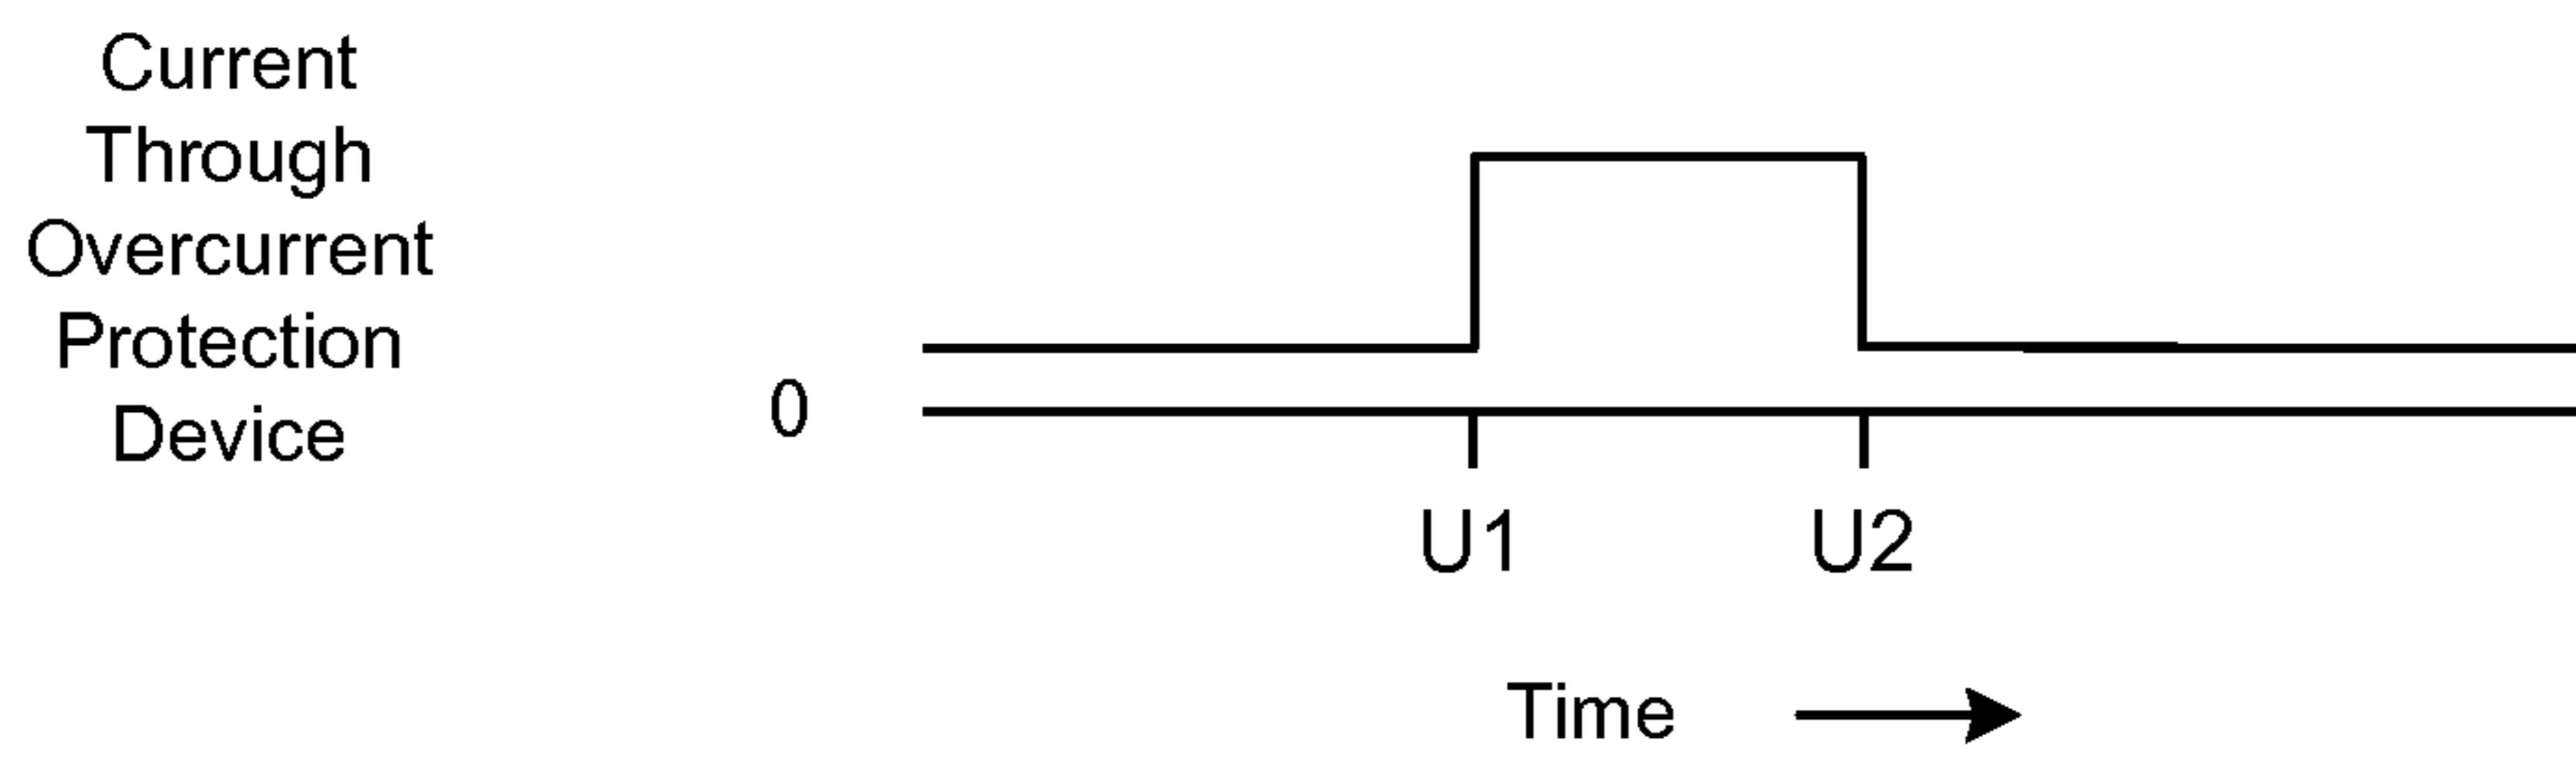 Current
Through
Overcurrent
Protection
Device
0
U1 U2
Time